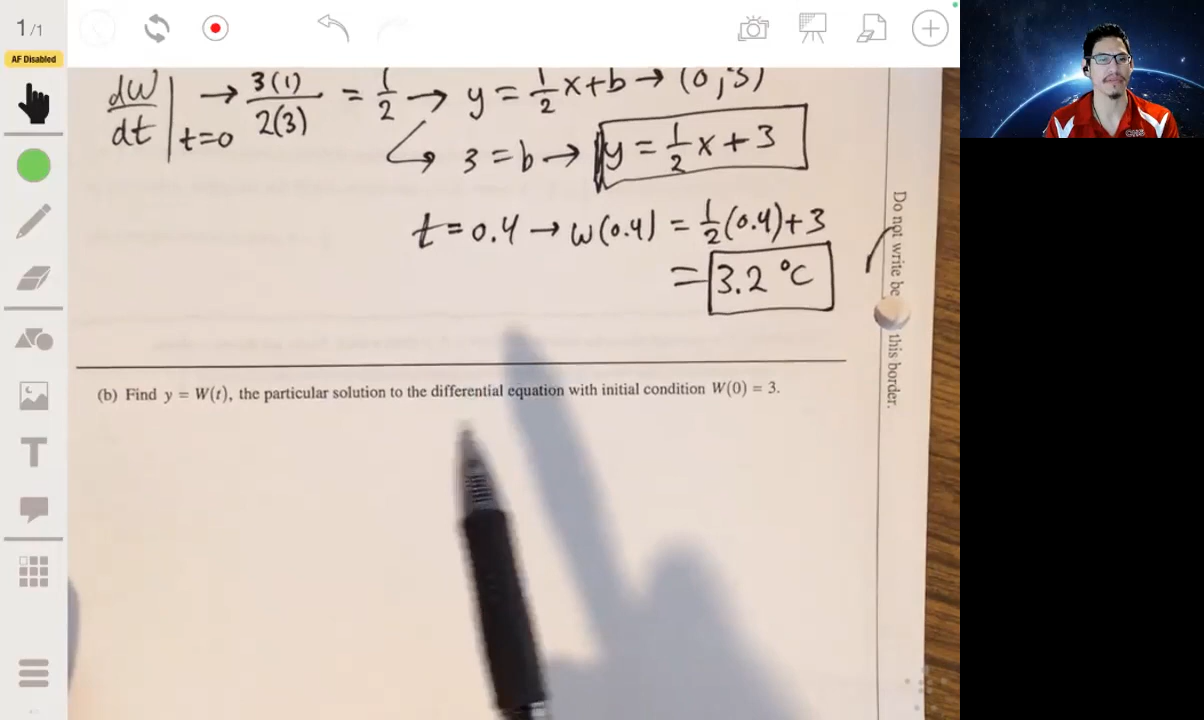 1/1
AF Disabled
dW/dt | t=0 → 3(1)/2(3) = 1/2 → y = 1/2 x + b → (0, 3)
↳ 3 = b → y = 1/2 x + 3
t = 0.4 → W(0.4) = 1/2 (0.4) + 3
= 3.2 °C
(b) Find y = W(t), the particular solution to the differential equation with initial condition W(0) = 3.
Do not write be this border.
T
CHS